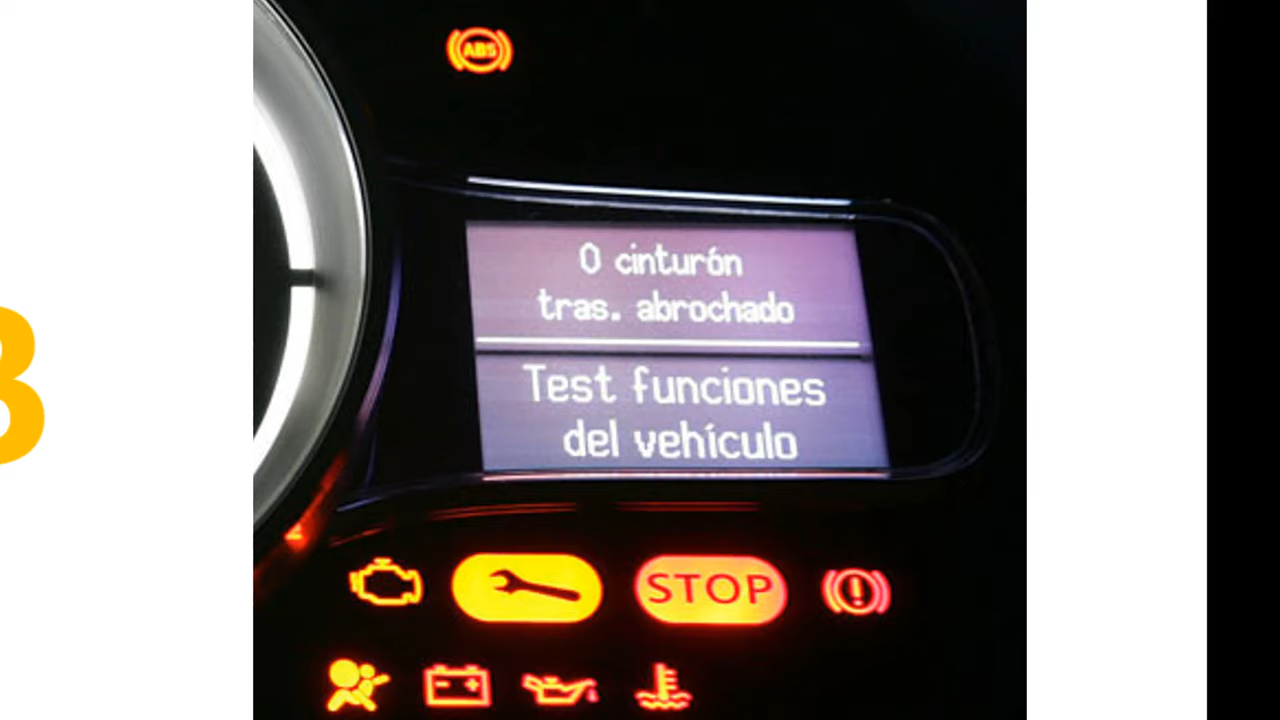 ABS
0 cinturón
tras. abrochado
Test funciones
del vehículo
STOP